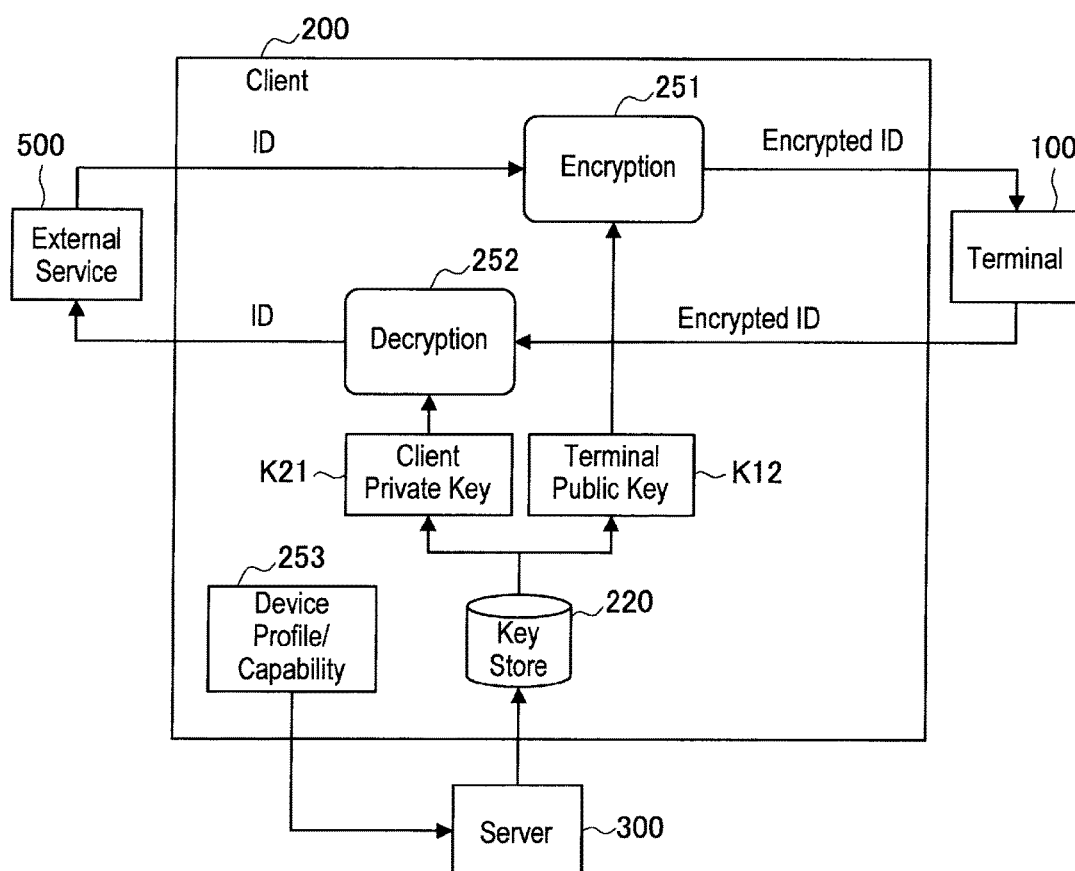 200
Client
251
500
ID
Encryption
Encrypted ID
100
External
Service
Terminal
252
ID
Decryption
Encrypted ID
K21
Client
Private Key
Terminal
Public Key
K12
253
Device
Profile/
Capability
220
Key
Store
Server
300